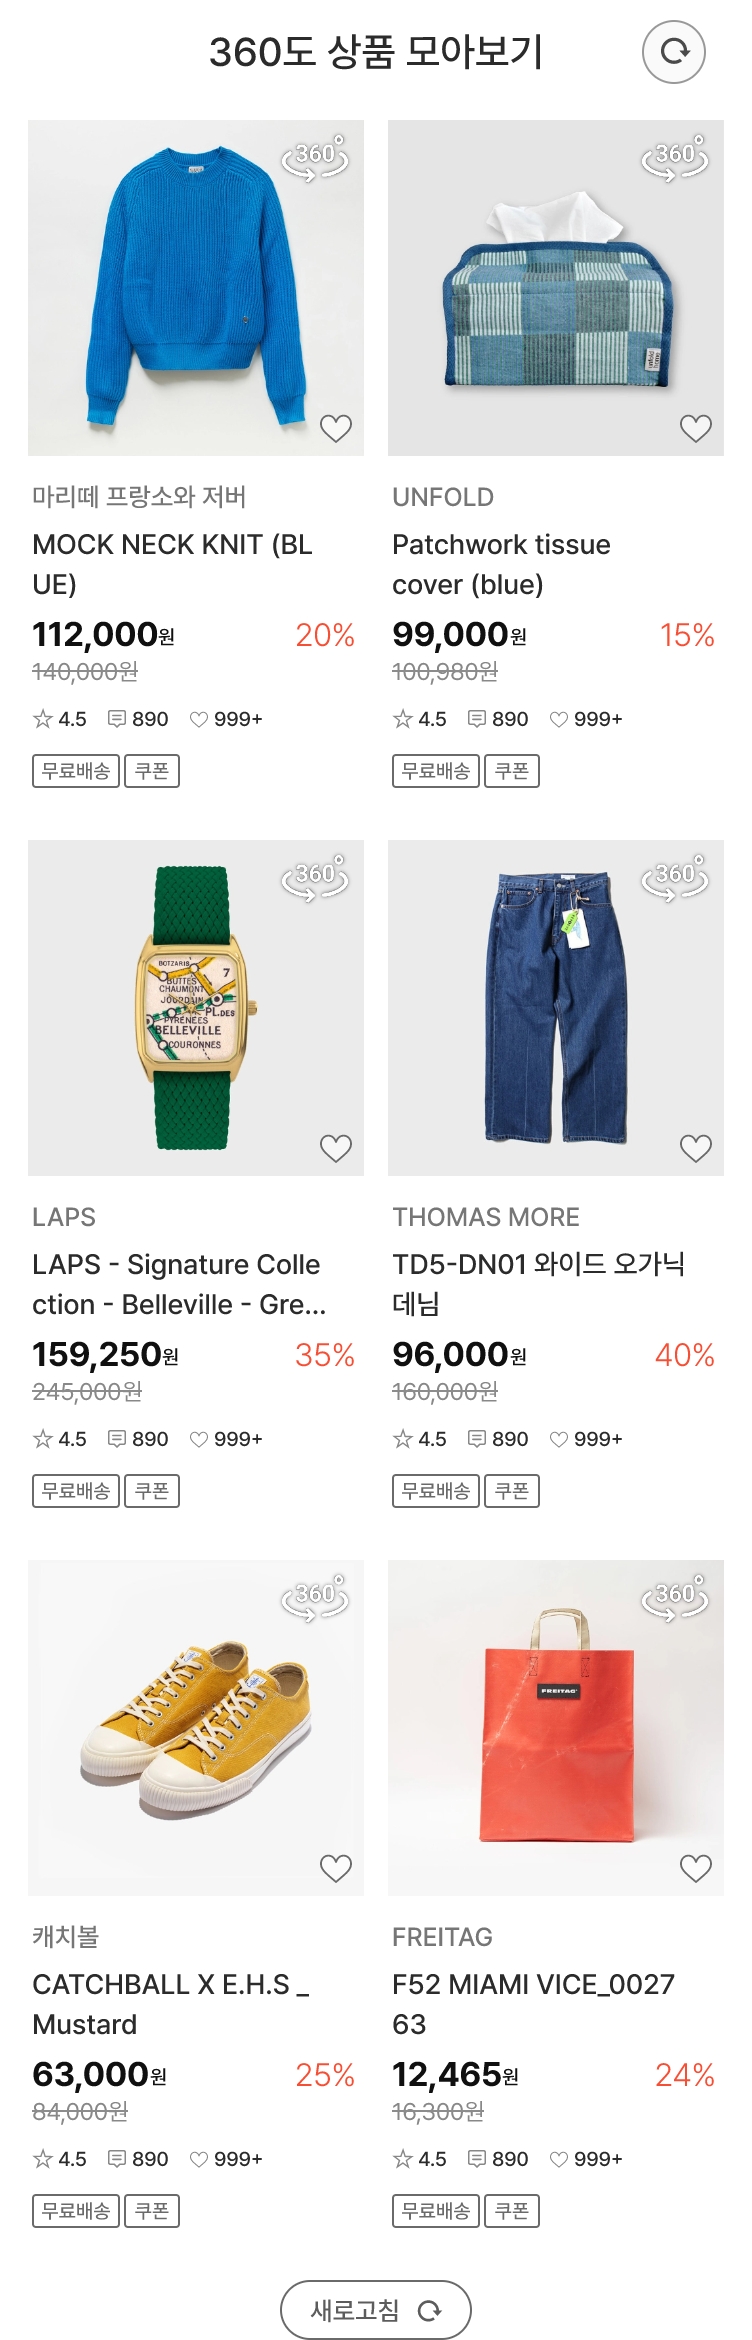 360도 상품 모아보기
360°
360°
마리떼 프랑소와 저버
MOCK NECK KNIT (BL
UE)
112,000원 20%
140,000원
4.5 890 999+
무료배송 쿠폰
unfold
home
UNFOLD
Patchwork tissue
cover (blue)
99,000원 15%
100,980원
4.5 890 999+
무료배송 쿠폰
360°
BOTZARIS
7
BUTTES
CHAUMONT
JOURDAIN
PL.DES
PYRÉNÉES
BELLEVILLE
COURONNES
LAPS
LAPS - Signature Colle
ction - Belleville - Gre...
159,250원 35%
245,000원
4.5 890 999+
무료배송 쿠폰
360°
THOMAS MORE
TD5-DN01 와이드 오가닉
데님
96,000원 40%
160,000원
4.5 890 999+
무료배송 쿠폰
360°
캐치볼
CATCHBALL X E.H.S _
Mustard
63,000원 25%
84,000원
4.5 890 999+
무료배송 쿠폰
360°
FREITAG
FREITAG
F52 MIAMI VICE_0027
63
12,465원 24%
16,300원
4.5 890 999+
무료배송 쿠폰
새로고침